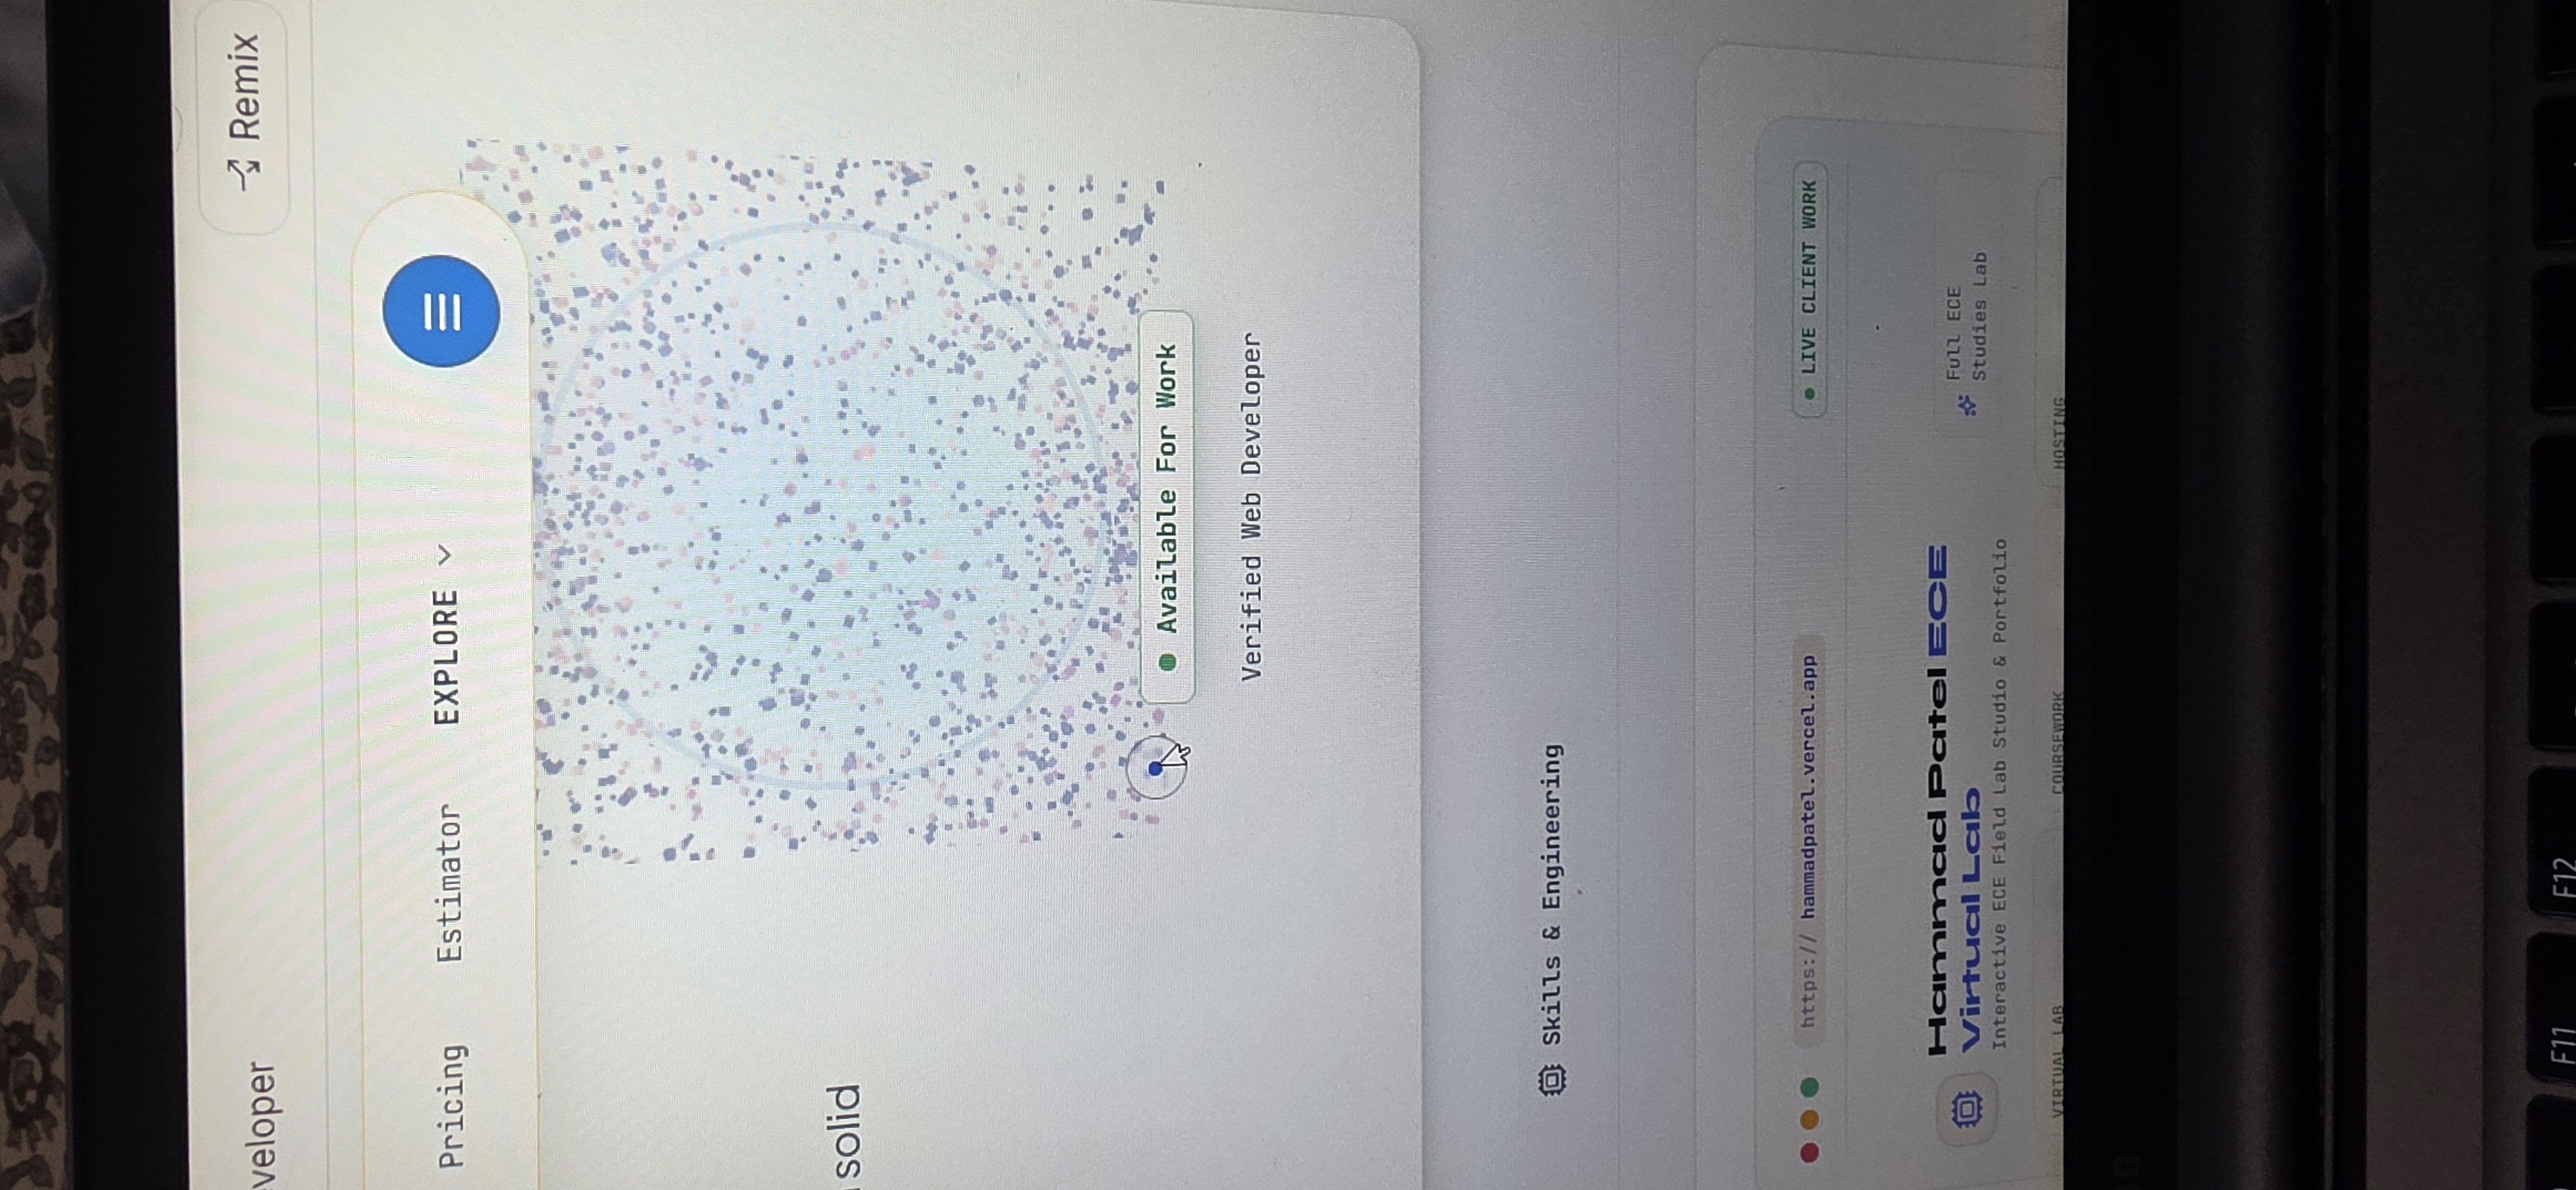 veloper
Remix
Pricing
Estimator
EXPLORE
solid
Available For Work
Verified Web Developer
Skills & Engineering
https:// hammadpatel.vercel.app
LIVE CLIENT WORK
Hammad Patel ECE
Virtual Lab
Interactive ECE Field Lab Studio & Portfolio
Full ECE
Studies Lab
VIRTUAL LAB
COURSEWORK
HOSTING
F11
F12